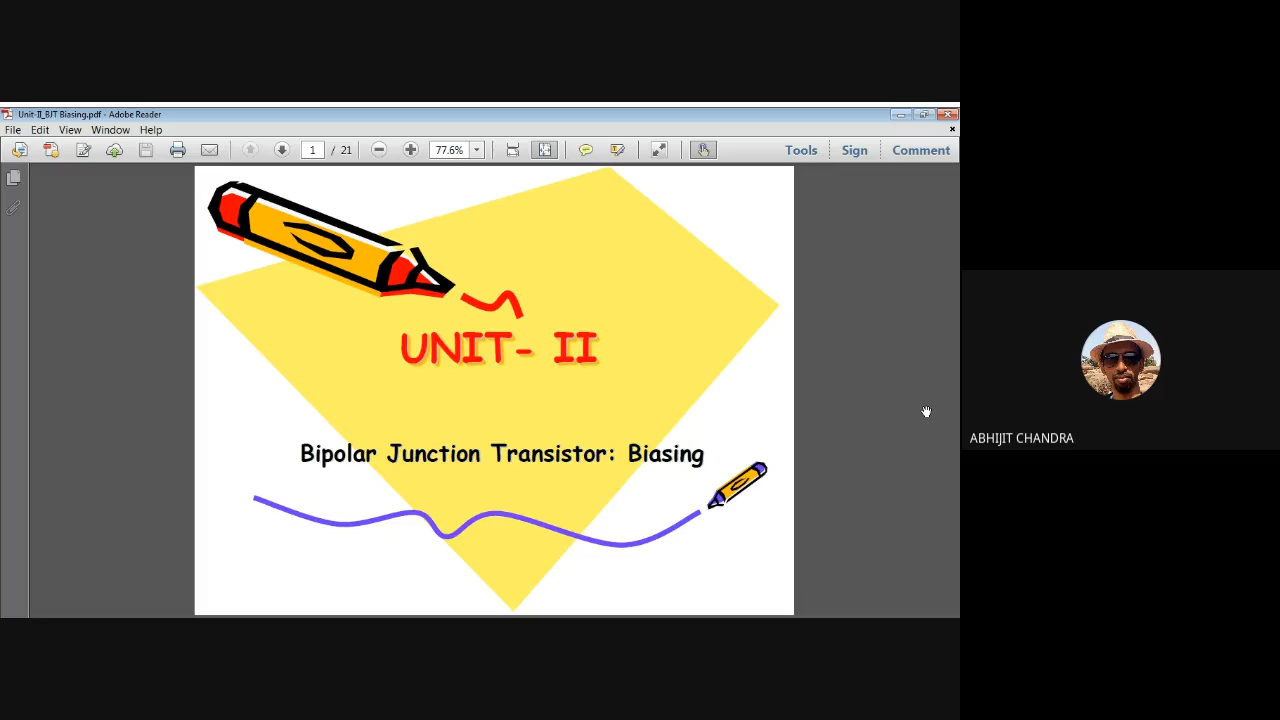 Unit-II_BJT Biasing.pdf - Adobe Reader
File Edit View Window Help
1 / 21 77.6% Tools Sign Comment
UNIT- II
Bipolar Junction Transistor: Biasing
ABHIJIT CHANDRA